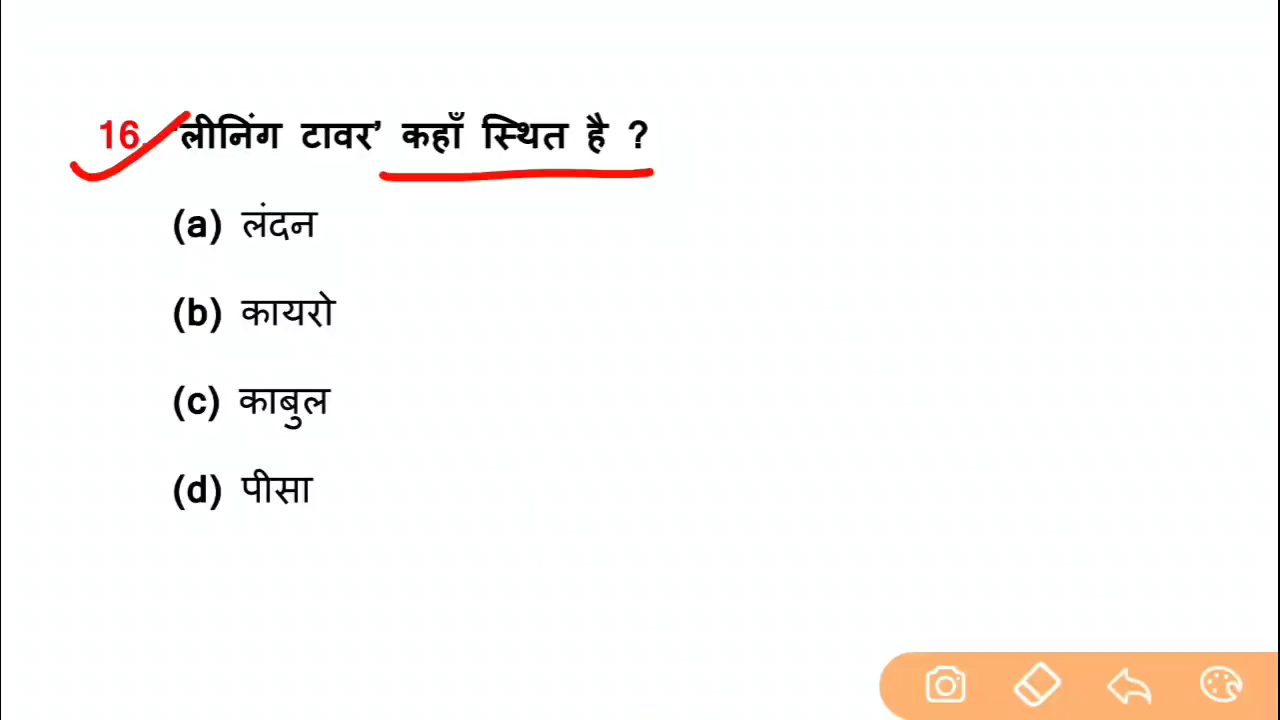 16. 'लीनिंग टावर' कहाँ स्थित है ?
(a) लंदन
(b) कायरो
(c) काबुल
(d) पीसा